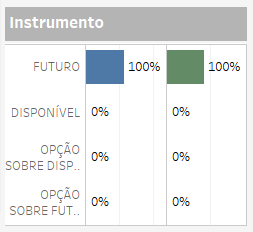 Instrumento
FUTURO 100% 100%
DISPONÍVEL 0% 0%
OPÇÃO
SOBRE DISP.. 0% 0%
OPÇÃO
SOBRE FUT.. 0% 0%